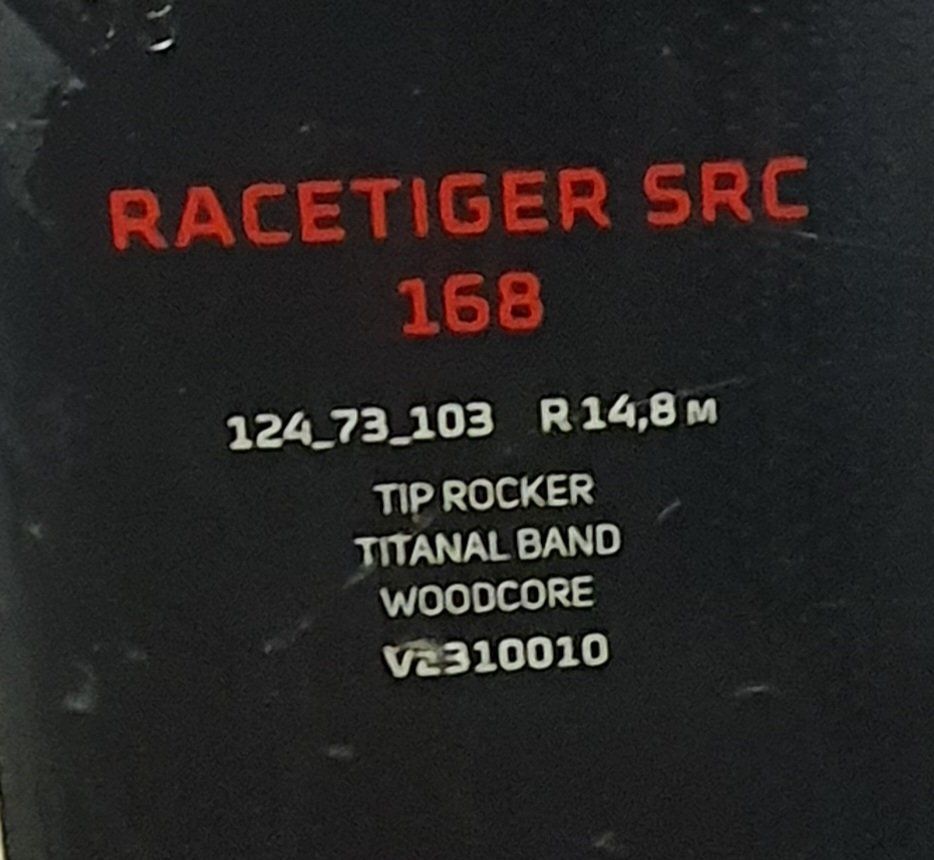 RACETIGER SRC
168
124_73_103 R 14,8 M
TIP ROCKER
TITANAL BAND
WOODCORE
V2310010